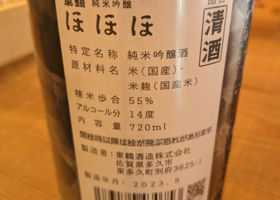 東鶴 純米吟醸
ほほほ
清酒
特定名称 純米吟醸酒
原材料名 米(国産)・
米麹(国産米)
精米歩合 55%
アルコール分 14度
内容量 720ml
開栓時以降は栓が飛ぶ恐れがあります
製造者:東鶴酒造株式会社
佐賀県多久市
東多久町別府3625-1
製造年月: 2023.8